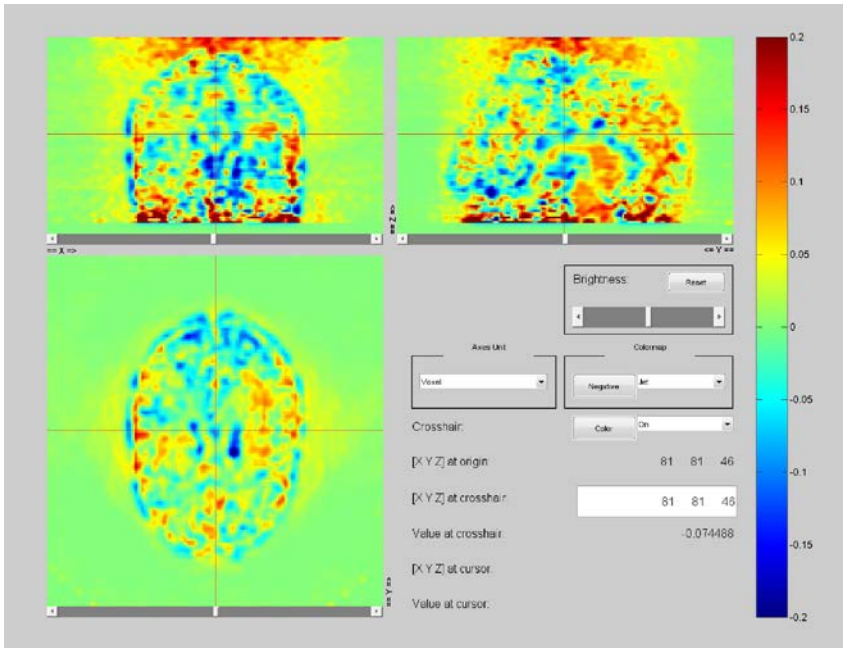 <= Z =>
== X =>
<= Y ==
== Y =>
Brightness:
Reset
Axes Unit
Voxel
Colormap
Negative
Jet
Crosshair:
Color
On
[X Y Z] at origin:
81 81 46
[X Y Z] at crosshair:
81 81 46
Value at crosshair:
-0.074488
[X Y Z] at cursor:
Value at cursor:
0.2
0.15
0.1
0.05
0
-0.05
-0.1
-0.15
-0.2